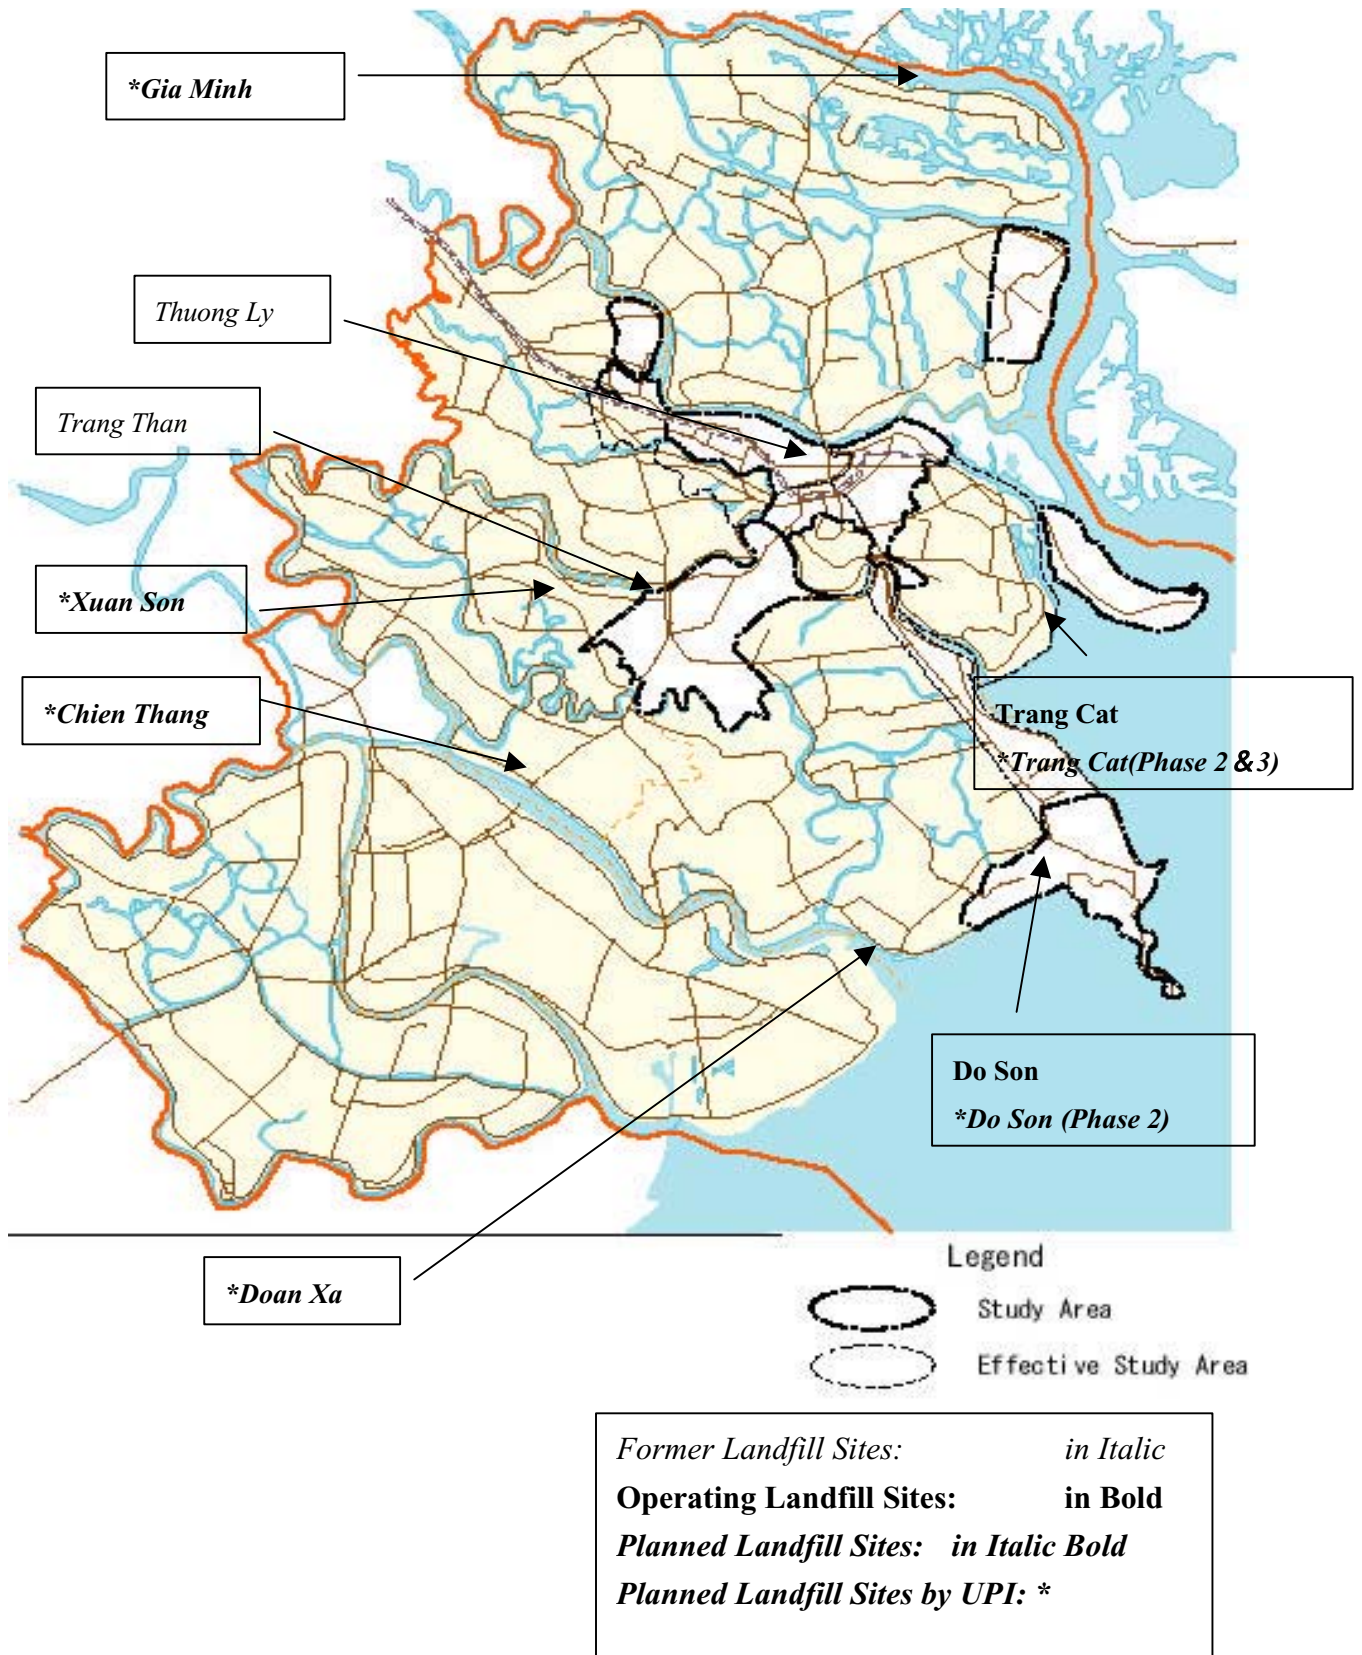 *Gia Minh
Thuong Ly
Trang Than
*Xuan Son
*Chien Thang
Trang Cat
*Trang Cat(Phase 2 & 3)
Do Son
*Do Son (Phase 2)
*Doan Xa
Legend
Study Area
Effective Study Area
Former Landfill Sites: in Italic
Operating Landfill Sites: in Bold
Planned Landfill Sites: in Italic Bold
Planned Landfill Sites by UPI: *